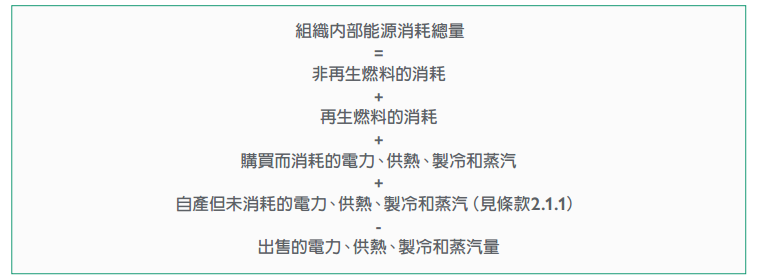 組織内部能源消耗總量
=
非再生燃料的消耗
+
再生燃料的消耗
+
購買而消耗的電力、供熱、製冷和蒸汽
+
自產但未消耗的電力、供熱、製冷和蒸汽（見條款2.1.1）
-
出售的電力、供熱、製冷和蒸汽量